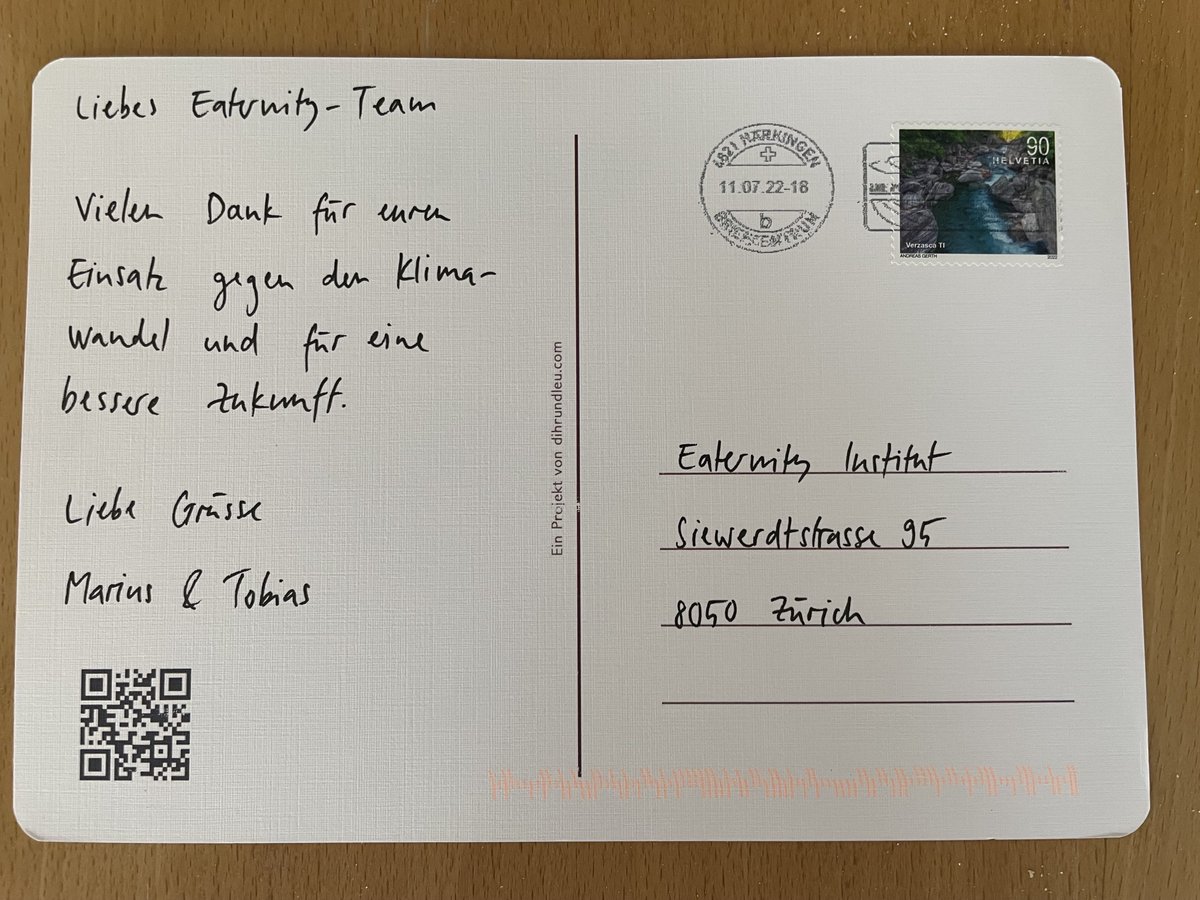 Liebes Eaternity-Team
Vielen Dank für euren
Einsatz gegen den Klima-
wandel und für eine
bessere Zukunft.
Liebe Grüsse
Marius & Tobias
Ein Projekt von dihrundleu.com
4621 HÄRKINGEN
11.07.22-18
b
BRIEFZENTRUM
90
HELVETIA
Verzasca TI
ANDREAS GERTH
2022
Eaternity Institut
Siewerdtstrasse 95
8050 Zürich